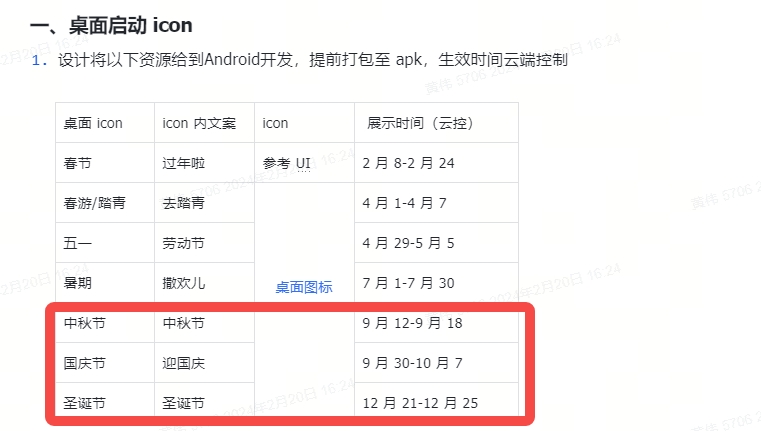 一、桌面启动 icon
1. 设计将以下资源给到Android开发，提前打包至 apk，生效时间云端控制
桌面 icon icon 内文案 icon 展示时间（云控）
春节 过年啦 参考 UI 2 月 8-2 月 24
春游/踏青 去踏青 4 月 1-4 月 7
五一 劳动节 4 月 29-5 月 5
暑期 撒欢儿 桌面图标 7 月 1-7 月 30
中秋节 中秋节 9 月 12-9 月 18
国庆节 迎国庆 9 月 30-10 月 7
圣诞节 圣诞节 12 月 21-12 月 25